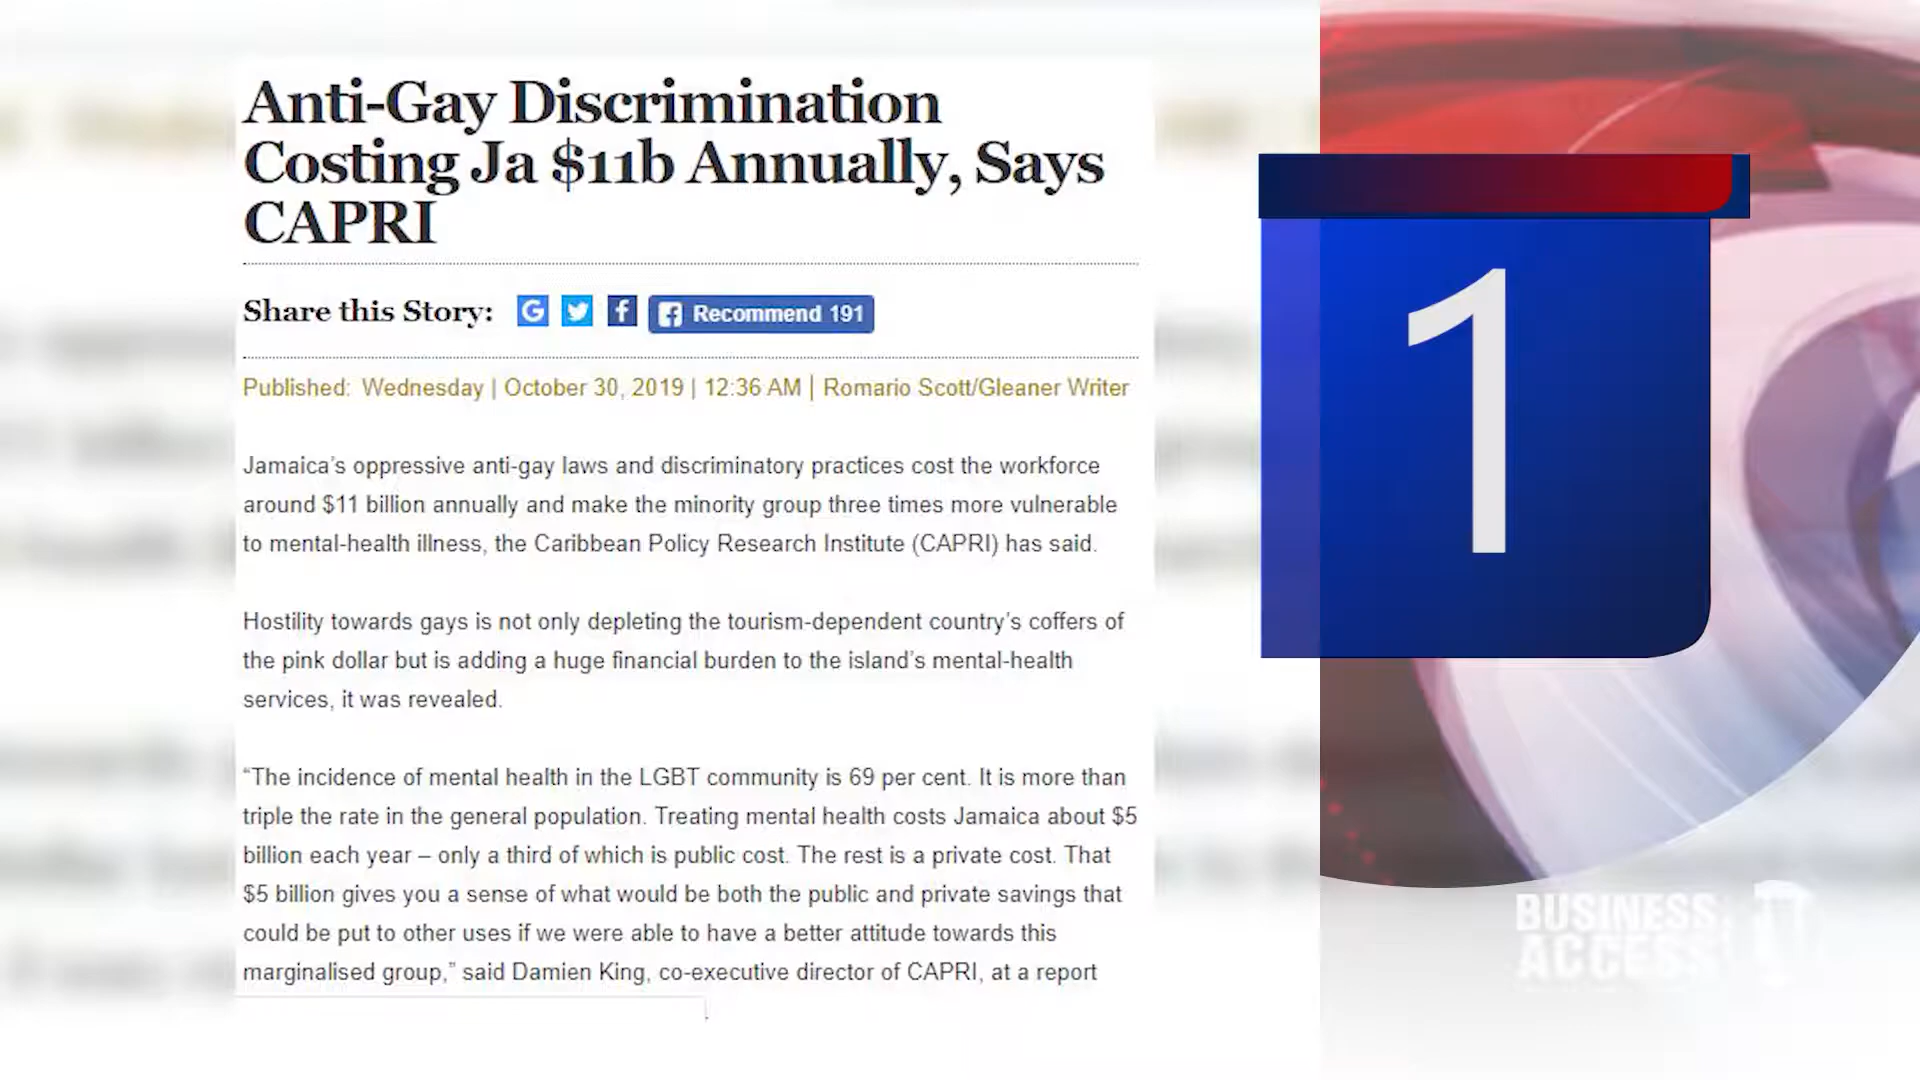 Anti-Gay Discrimination
Costing Ja $11b Annually, Says
CAPRI
Share this Story:
Recommend 191
Published: Wednesday | October 30, 2019 | 12:36 AM | Romario Scott/Gleaner Writer
Jamaica's oppressive anti-gay laws and discriminatory practices cost the workforce
around $11 billion annually and make the minority group three times more vulnerable
to mental-health illness, the Caribbean Policy Research Institute (CAPRI) has said.
Hostility towards gays is not only depleting the tourism-dependent country's coffers of
the pink dollar but is adding a huge financial burden to the island's mental-health
services, it was revealed.
“The incidence of mental health in the LGBT community is 69 per cent. It is more than
triple the rate in the general population. Treating mental health costs Jamaica about $5
billion each year – only a third of which is public cost. The rest is a private cost. That
$5 billion gives you a sense of what would be both the public and private savings that
could be put to other uses if we were able to have a better attitude towards this
marginalised group,” said Damien King, co-executive director of CAPRI, at a report
1
BUSINESS
ACCESS